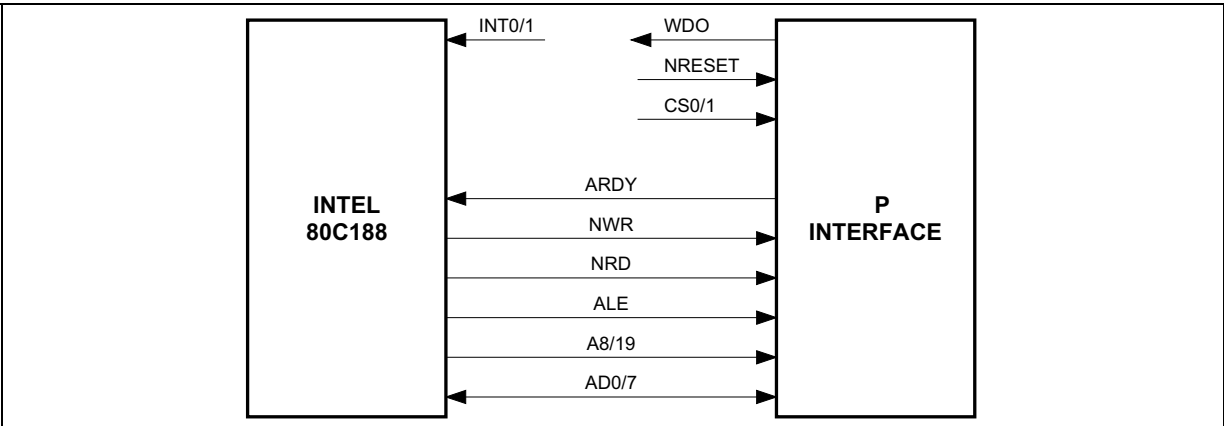 INT0/1
WDO
NRESET
CS0/1
ARDY
INTEL
80C188
P
INTERFACE
NWR
NRD
ALE
A8/19
AD0/7